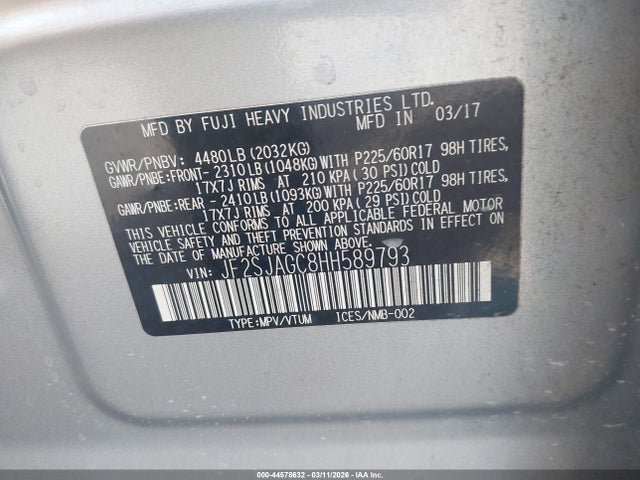 MFD BY FUJI HEAVY INDUSTRIES LTD.
MFD IN 03/17
GVWR/PNBV: 4480LB (2032KG)
GAWR/PNBE:FRONT- 2310LB (1048KG)WITH P225/60R17 98H TIRES,
17X7J RIMS AT 210 KPA ( 30 PSI) COLD
GAWR/PNBE:REAR - 2410LB (1093KG)WITH P225/60R17 98H TIRES,
17X7J RIMS AT 200 KPA ( 29 PSI) COLD
THIS VEHICLE CONFORMS TO ALL APPLICABLE FEDERAL MOTOR
VEHICLE SAFETY AND THEFT PREVENTION STANDARDS IN EFFECT ON
THE DATE OF MANUFACTURE SHOWN ABOVE.
VIN: JF2SJAGC8HH589793
TYPE:MPV/VTUM ICES/NMB-002
000-44578632 - 03/11/2026 - IAAI.COM